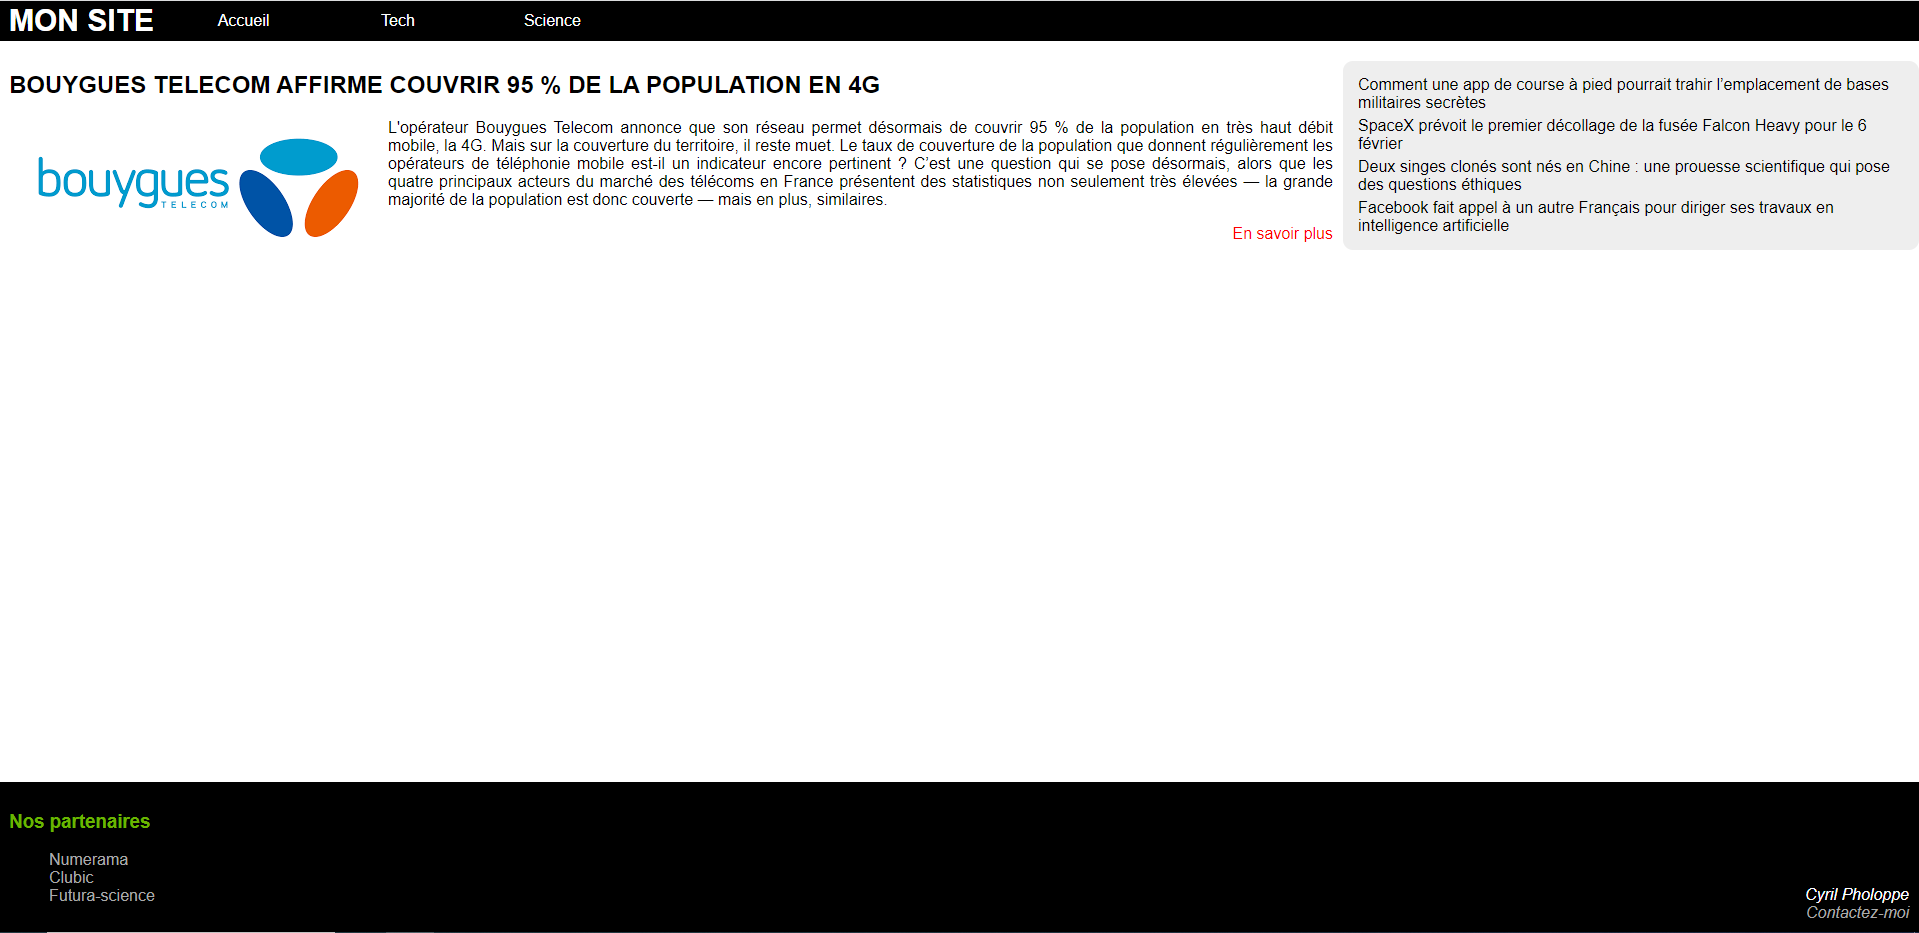 MON SITE Accueil Tech Science
BOUYGUES TELECOM AFFIRME COUVRIR 95 % DE LA POPULATION EN 4G
bouygues
TELECOM
L'opérateur Bouygues Telecom annonce que son réseau permet désormais de couvrir 95 % de la population en très haut débit
mobile, la 4G. Mais sur la couverture du territoire, il reste muet. Le taux de couverture de la population que donnent régulièrement les
opérateurs de téléphonie mobile est-il un indicateur encore pertinent ? C’est une question qui se pose désormais, alors que les
quatre principaux acteurs du marché des télécoms en France présentent des statistiques non seulement très élevées — la grande
majorité de la population est donc couverte — mais en plus, similaires.
En savoir plus
Comment une app de course à pied pourrait trahir l’emplacement de bases
militaires secrètes
SpaceX prévoit le premier décollage de la fusée Falcon Heavy pour le 6
février
Deux singes clonés sont nés en Chine : une prouesse scientifique qui pose
des questions éthiques
Facebook fait appel à un autre Français pour diriger ses travaux en
intelligence artificielle
Nos partenaires
Numerama
Clubic
Futura-science
Cyril Pholoppe
Contactez-moi